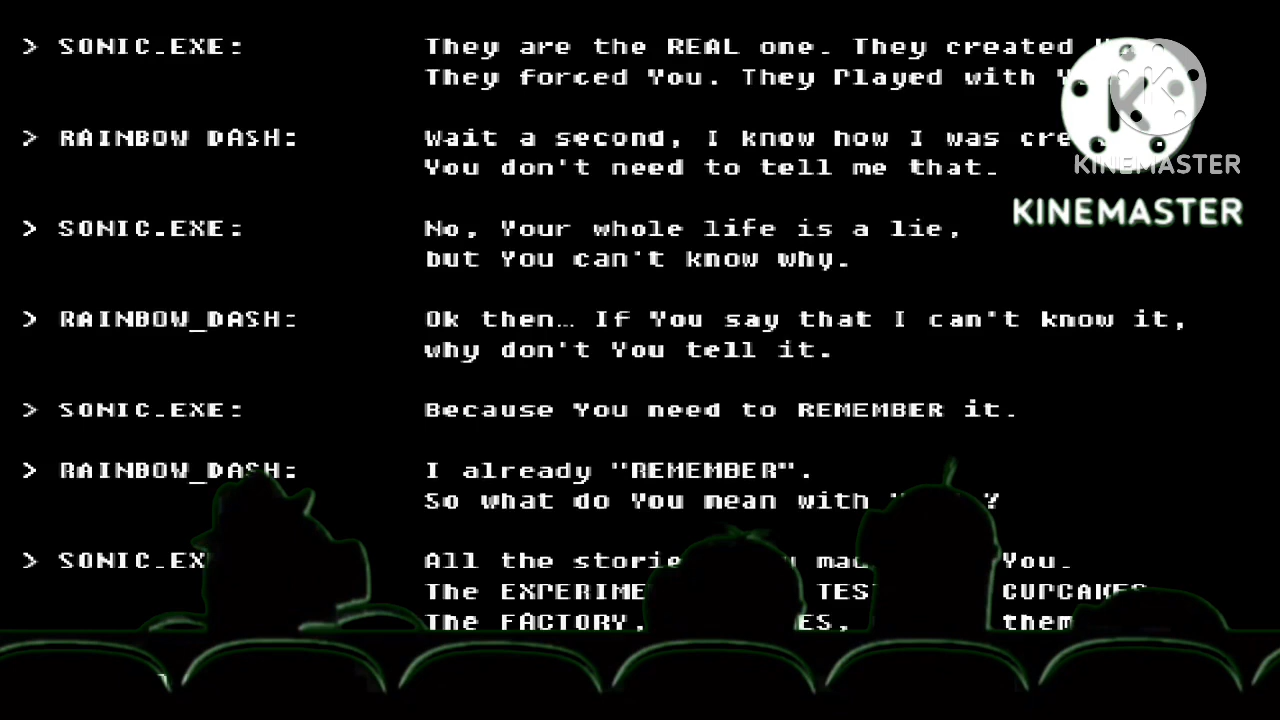 > SONIC.EXE: They are the REAL one. They created
They forced You. They Played with
> RAINBOW_DASH: Wait a second, I know how I was
You don't need to tell me that.
> SONIC.EXE: No, Your whole life is a lie,
but You can't know why.
> RAINBOW_DASH: Ok then… If You say that I can't know it,
why don't You tell it.
> SONIC.EXE: Because You need to REMEMBER it.
> RAINBOW_DASH: I already "REMEMBER".
So what do You mean with ?
> SONIC.EX All the You.
The CUPCAKES
The FACTORY, them
K
K
KINEMASTER
KINEMASTER